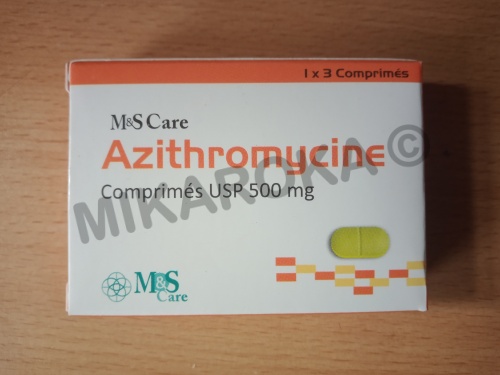 1 x 3 Comprimés
M&S Care
Azithromycine
Comprimés USP 500 mg
MIKAROKA ©
M&S
Care